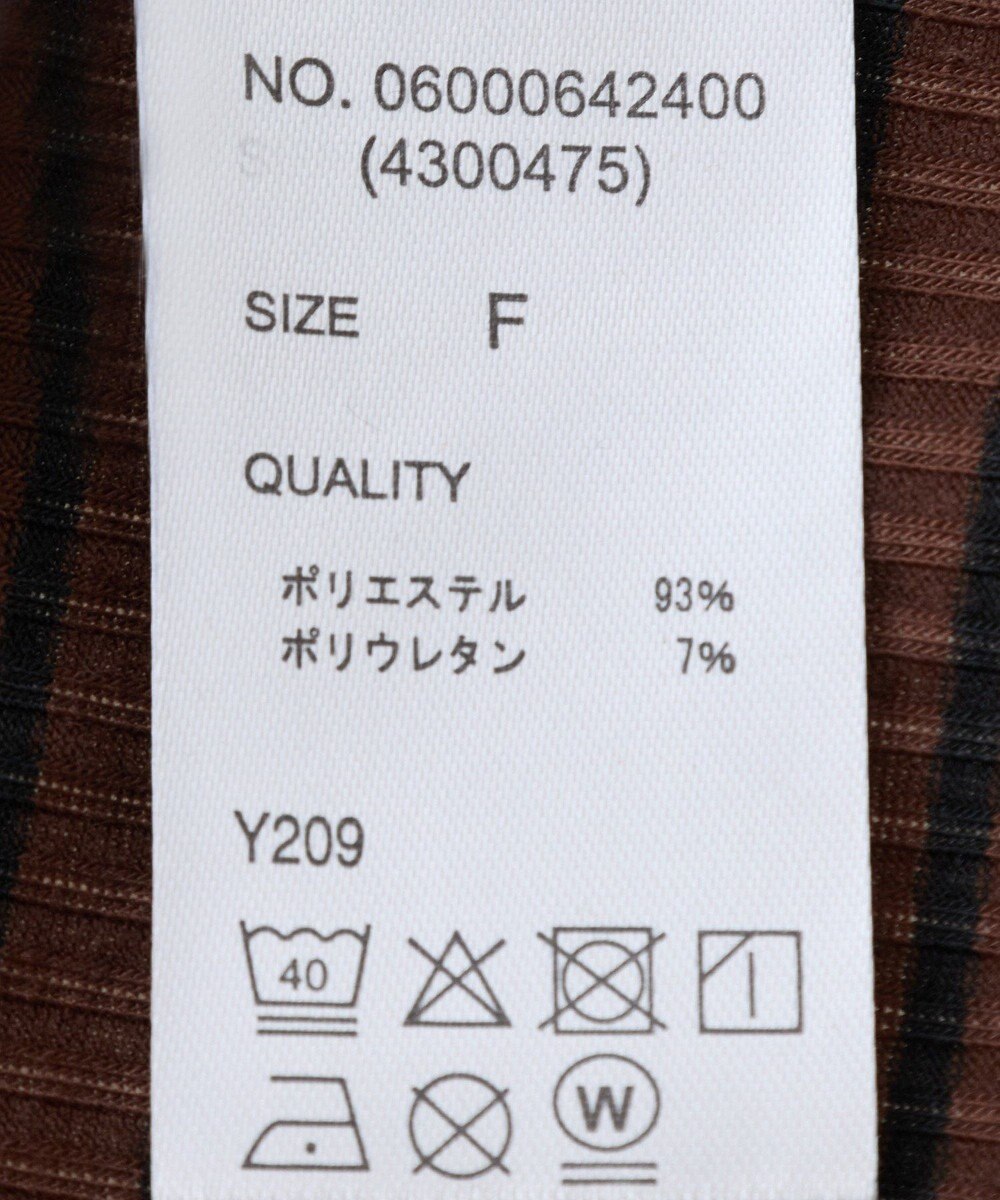 NO. 06000642400
(4300475)
SIZE F
QUALITY
ポリエステル 93%
ポリウレタン 7%
Y209
40
W